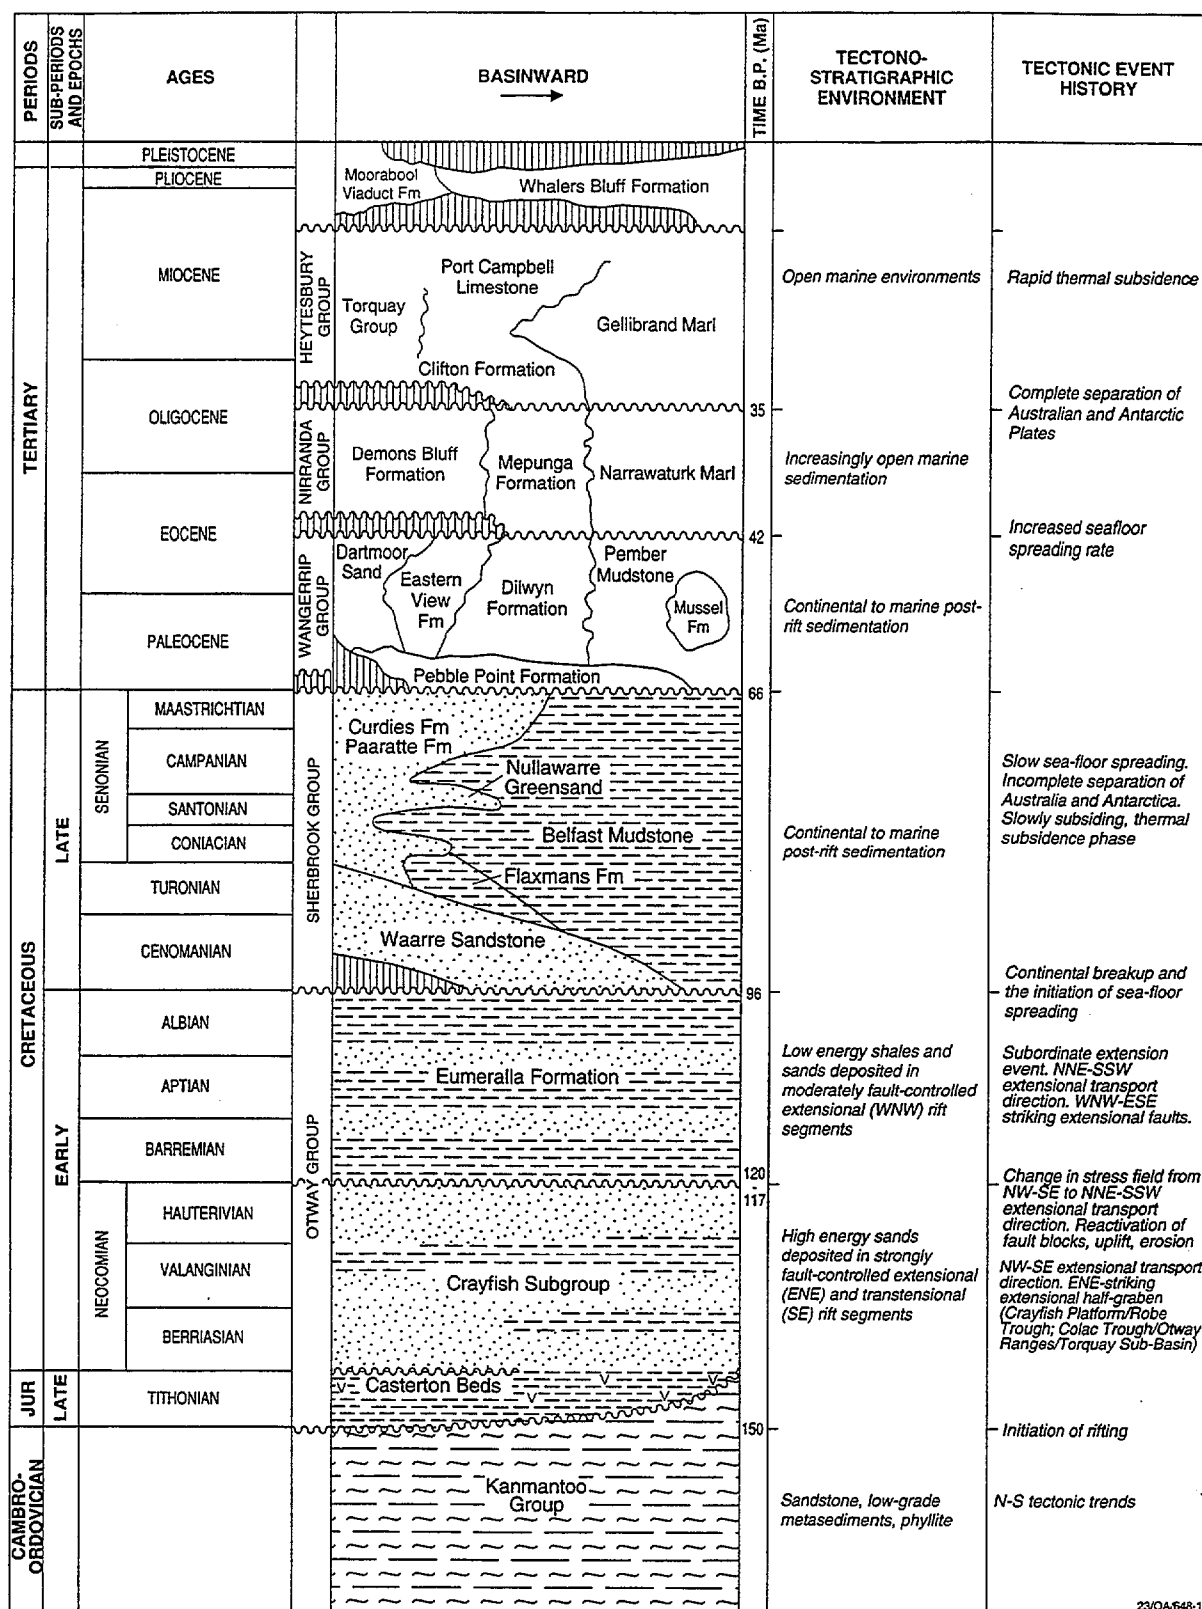 PERIODS
SUB-PERIODS
AND EPOCHS
AGES
BASINWARD
TIME B.P. (Ma)
TECTONO-
STRATIGRAPHIC
ENVIRONMENT
TECTONIC EVENT
HISTORY
PLEISTOCENE
PLIOCENE
Moorabool
Viaduct Fm
Whalers Bluff Formation
TERTIARY
MIOCENE
HEYTESBURY
GROUP
Port Campbell
Limestone
Torquay
Group
Gellibrand Marl
Clifton Formation
Open marine environments
Rapid thermal subsidence
35
Complete separation of
Australian and Antarctic
Plates
OLIGOCENE
NIRRANDA
GROUP
Demons Bluff
Formation
Mepunga
Formation
Narrawaturk Marl
Increasingly open marine
sedimentation
EOCENE
42
Increased seafloor
spreading rate
WANGERRIP
GROUP
Dartmoor
Sand
Eastern
View
Fm
Dilwyn
Formation
Pember
Mudstone
Mussel
Fm
Continental to marine post-
rift sedimentation
PALEOCENE
Pebble Point Formation
66
CRETACEOUS
LATE
SENONIAN
MAASTRICHTIAN
CAMPANIAN
SANTONIAN
CONIACIAN
TURONIAN
CENOMANIAN
SHERBROOK GROUP
Curdies Fm
Paaratte Fm
Nullawarre
Greensand
Belfast Mudstone
Flaxmans Fm
Waarre Sandstone
Continental to marine
post-rift sedimentation
Slow sea-floor spreading.
Incomplete separation of
Australia and Antarctica.
Slowly subsiding, thermal
subsidence phase
96
Continental breakup and
the initiation of sea-floor
spreading
EARLY
ALBIAN
APTIAN
BARREMIAN
OTWAY GROUP
Eumeralla Formation
Low energy shales and
sands deposited in
moderately fault-controlled
extensional (WNW) rift
segments
Subordinate extension
event. NNE-SSW
extensional transport
direction. WNW-ESE
striking extensional faults.
120
117
Change in stress field from
NW-SE to NNE-SSW
extensional transport
direction. Reactivation of
fault blocks, uplift, erosion
NEOCOMIAN
HAUTERIVIAN
VALANGINIAN
BERRIASIAN
Crayfish Subgroup
High energy sands
deposited in strongly
fault-controlled extensional
(ENE) and transtensional
(SE) rift segments
NW-SE extensional transport
direction. ENE-striking
extensional half-graben
(Crayfish Platform/Robe
Trough; Colac Trough/Otway
Ranges/Torquay Sub-Basin)
JUR
LATE
TITHONIAN
Casterton Beds
V V V V V
150
Initiation of rifting
CAMBRO-
ORDOVICIAN
Kanmantoo
Group
Sandstone, low-grade
metasediments, phyllite
N-S tectonic trends
23/OA/648-1